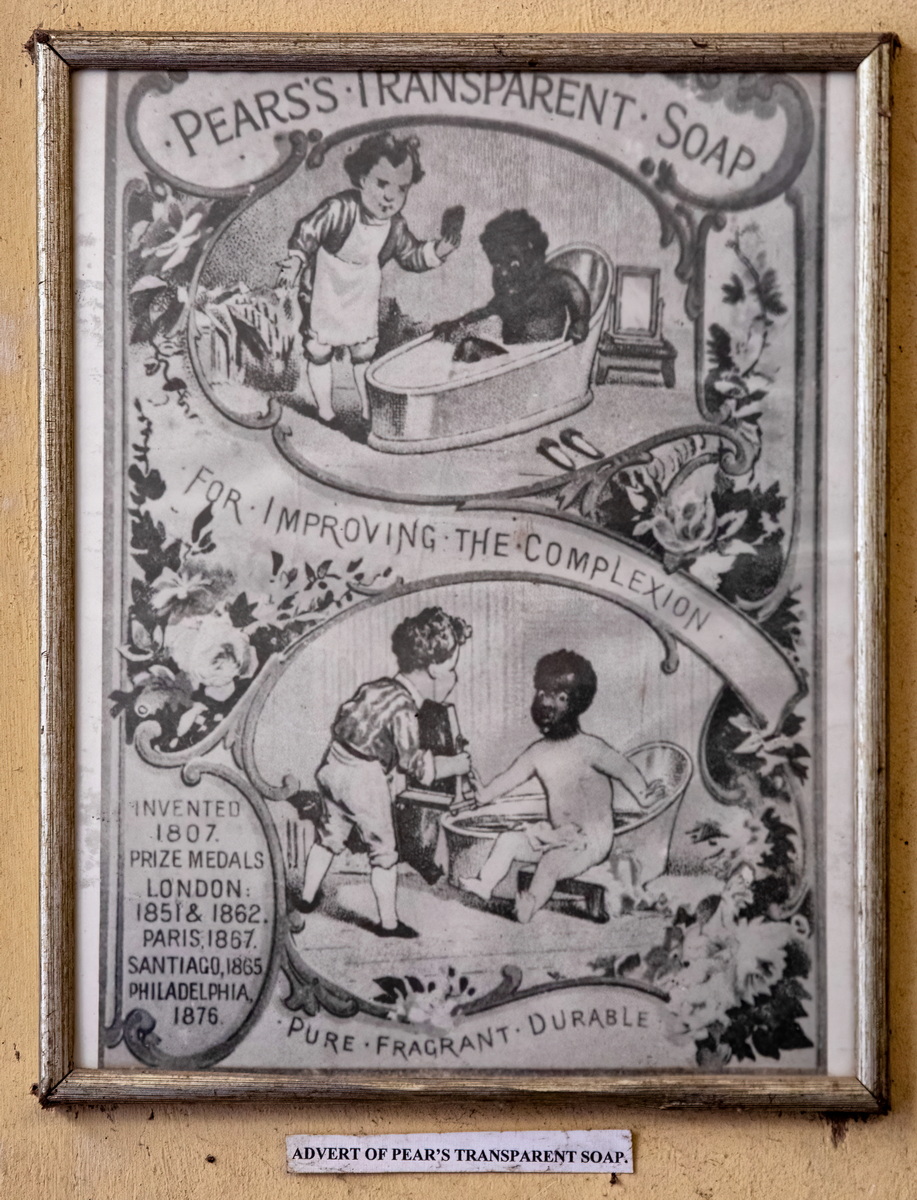 PEARS'S · TRANSPARENT · SOAP
FOR · IMPROVING · THE · COMPLEXION ·
INVENTED
1807.
PRIZE MEDALS
LONDON:
1851 & 1862.
PARIS, 1867.
SANTIAGO, 1865
PHILADELPHIA,
1876.
· PURE · FRAGRANT · DURABLE
ADVERT OF PEAR'S TRANSPARENT SOAP.